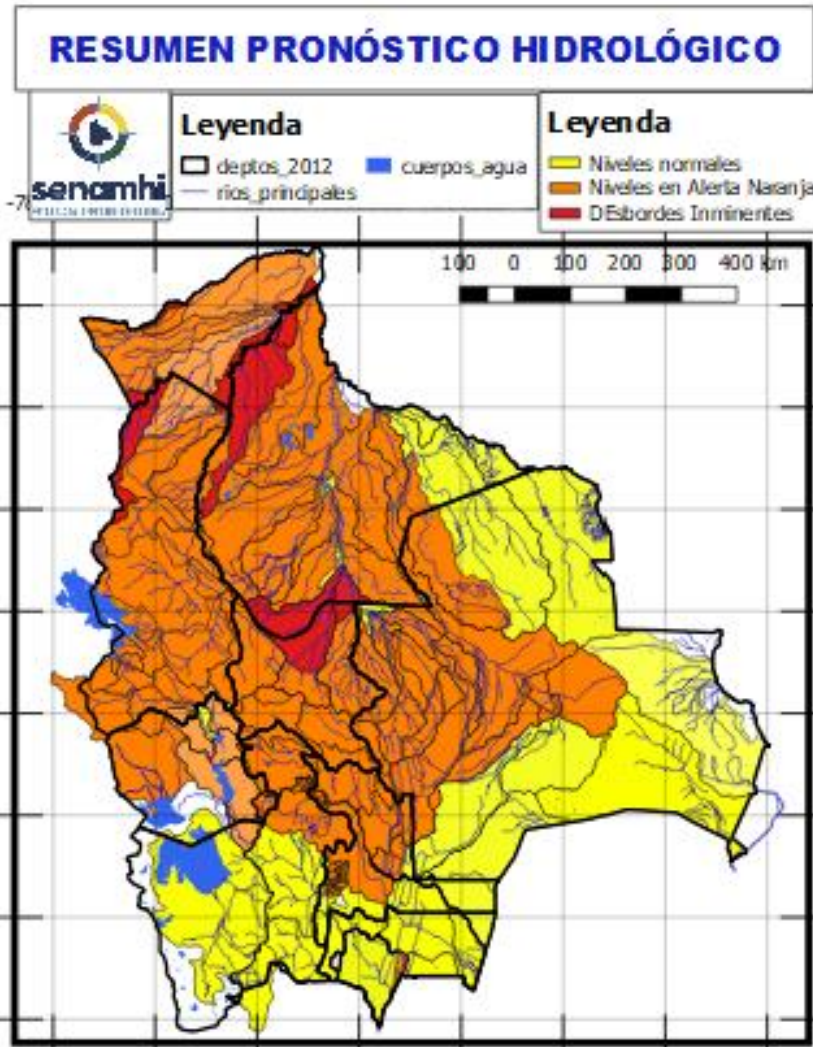 RESUMEN PRONÓSTICO HIDROLÓGICO
senamhi
Leyenda
deptos_2012
cuerpos_agua
rios_principales
Leyenda
Niveles normales
Niveles en Alerta Naranja
DEsbordes Inminentes
100 0 100 200 300 400 km